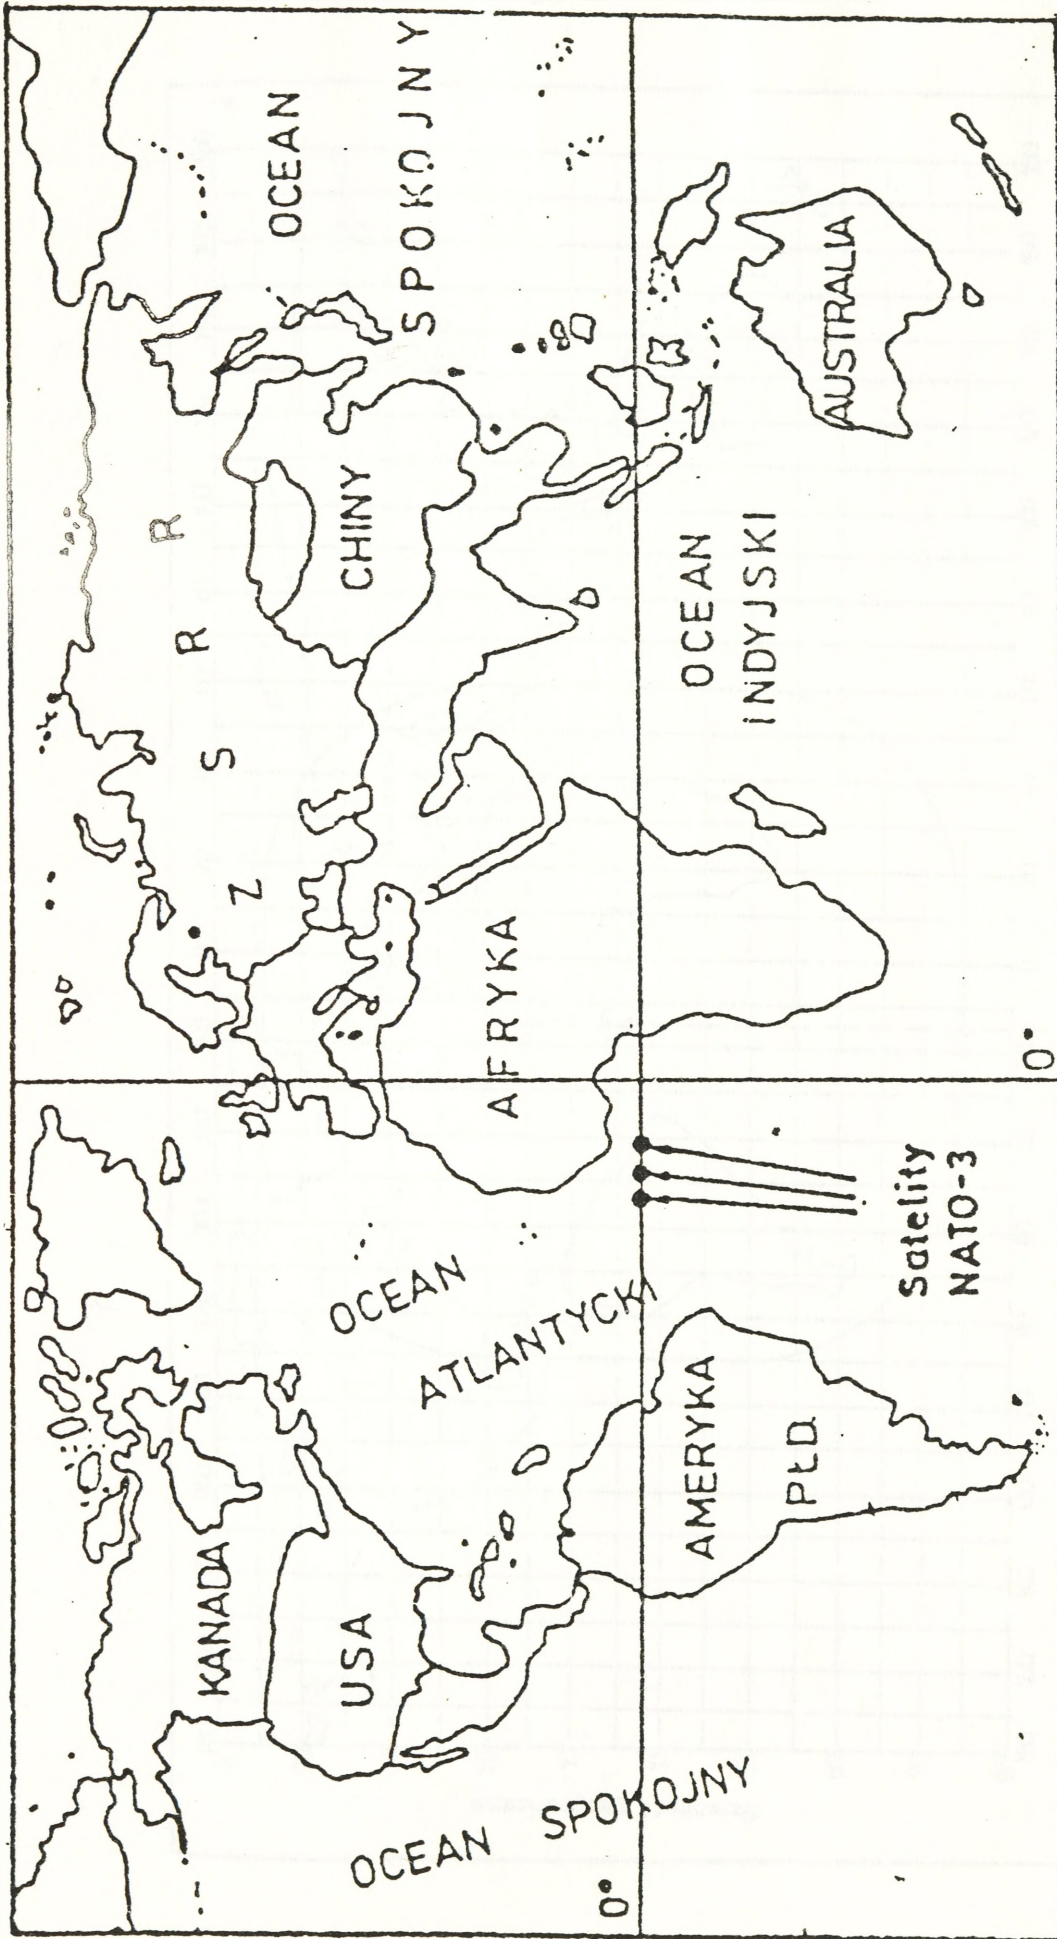 KANADA
USA
OCEAN SPOKOJNY
0°
OCEAN
ATLANTYCKI
AMERYKA
PŁD
Satelity
NATO-3
0°
AFRYKA
Z S R R
CHINY
OCEAN
INDYJSKI
AUSTRALIA
OCEAN
SPOKOJNY